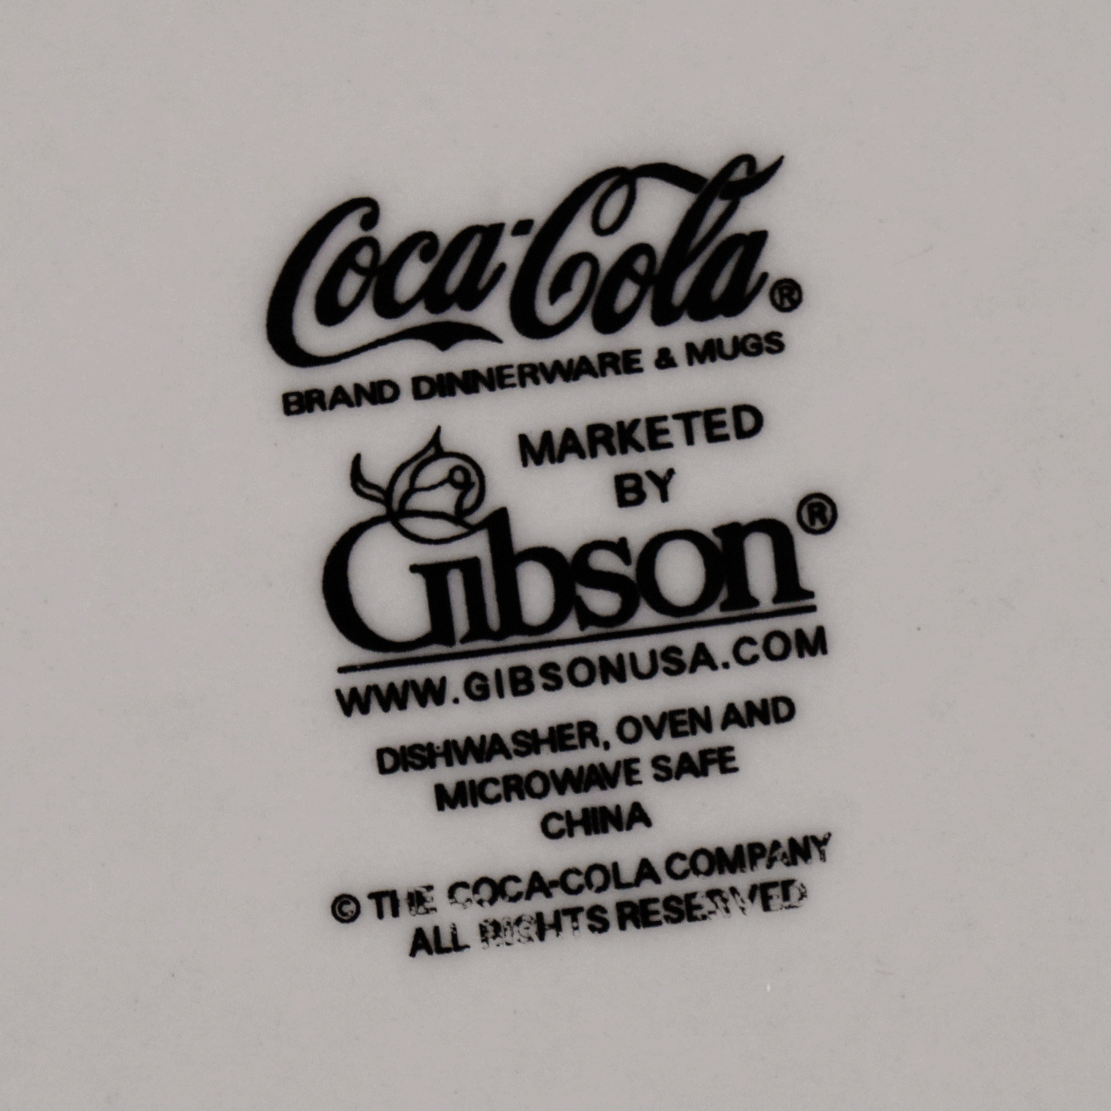 Coca-Cola®
BRAND DINNERWARE & MUGS
MARKETED
BY
Gibson®
WWW.GIBSONUSA.COM
DISHWASHER, OVEN AND
MICROWAVE SAFE
CHINA
© THE COCA-COLA COMPANY
ALL RIGHTS RESERVED